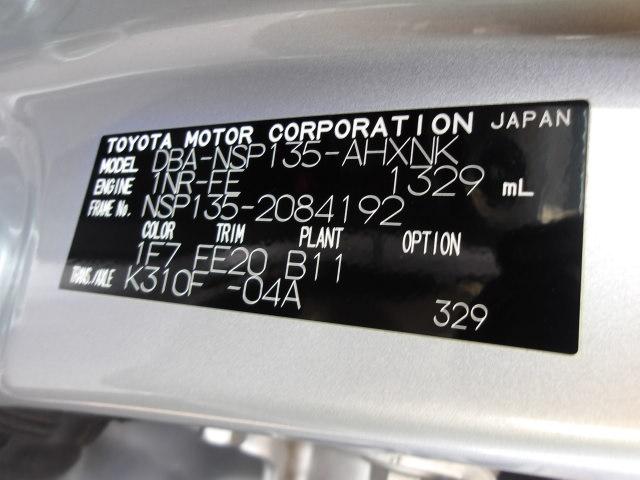 TOYOTA MOTOR CORPORATION JAPAN
MODEL DBA-NSP135-AHXNK
ENGINE 1NR-FE 1329 mL
FRAME No. NSP135-2084192
COLOR TRIM PLANT OPTION
1F7 FE20 B11
TRANS./AXLE K310F -04A
329